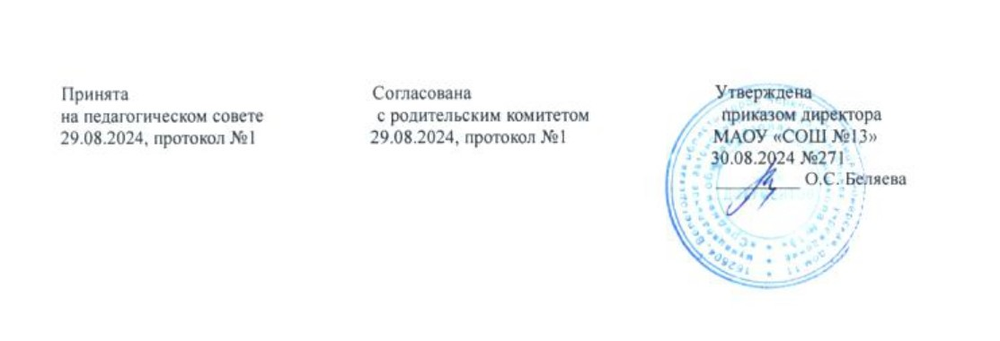 Принята
на педагогическом совете
29.08.2024, протокол №1
Согласована
с родительским комитетом
29.08.2024, протокол №1
Утверждена
приказом директора
МАОУ «СОШ №13»
30.08.2024 №271
О.С. Беляева